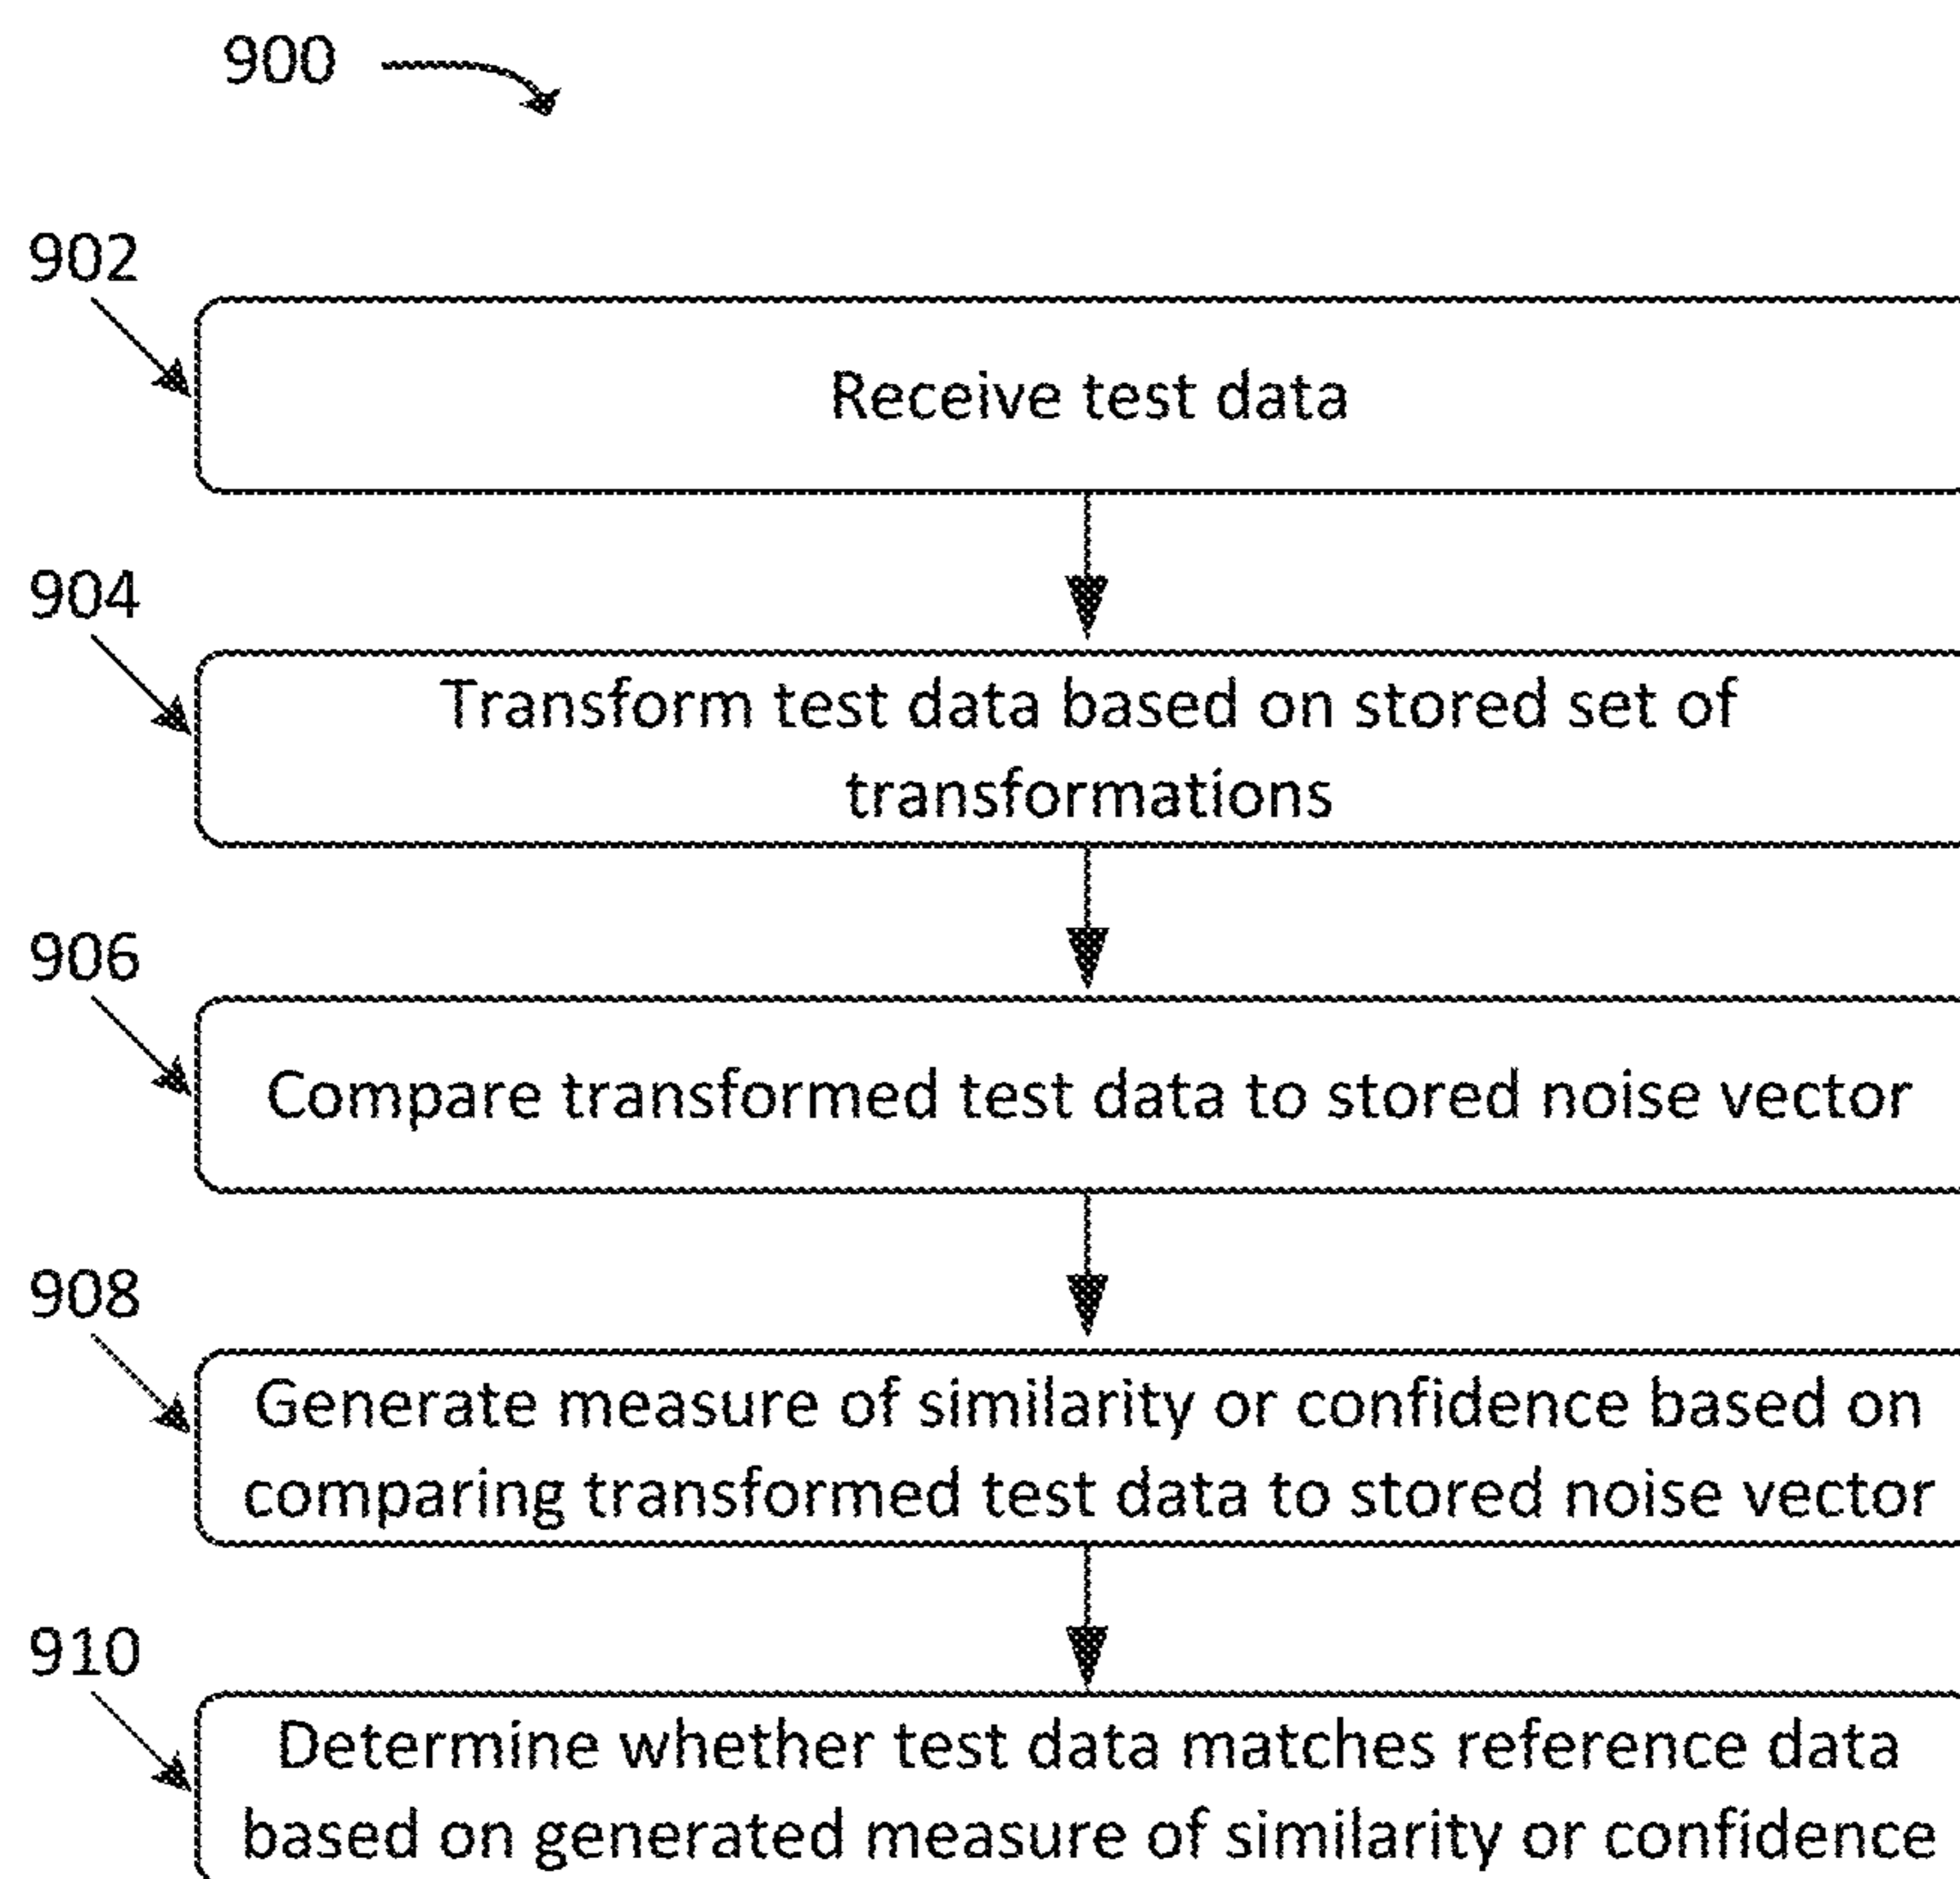 900
902
Receive test data
904
Transform test data based on stored set of
transformations
906
Compare transformed test data to stored noise vector
908
Generate measure of similarity or confidence based on
comparing transformed test data to stored noise vector
910
Determine whether test data matches reference data
based on generated measure of similarity or confidence